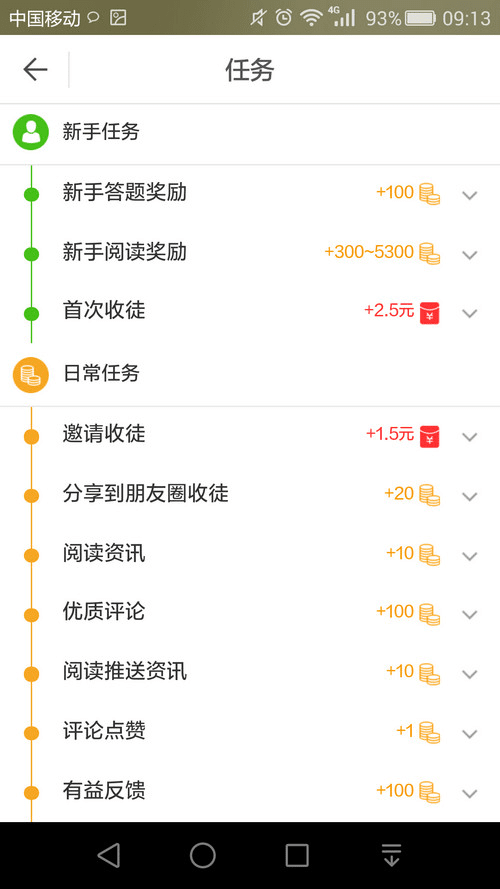 中国移动 4G 93% 09:13
任务
新手任务
新手答题奖励 +100
新手阅读奖励 +300~5300
首次收徒 +2.5元 ¥
日常任务
邀请收徒 +1.5元 ¥
分享到朋友圈收徒 +20
阅读资讯 +10
优质评论 +100
阅读推送资讯 +10
评论点赞 +1
有益反馈 +100